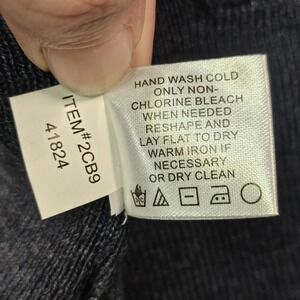 ITEM#2CB9
41824
HAND WASH COLD
ONLY NON-
CHLORINE BLEACH
WHEN NEEDED
RESHAPE AND
LAY FLAT TO DRY
WARM IRON IF
NECESSARY
OR DRY CLEAN